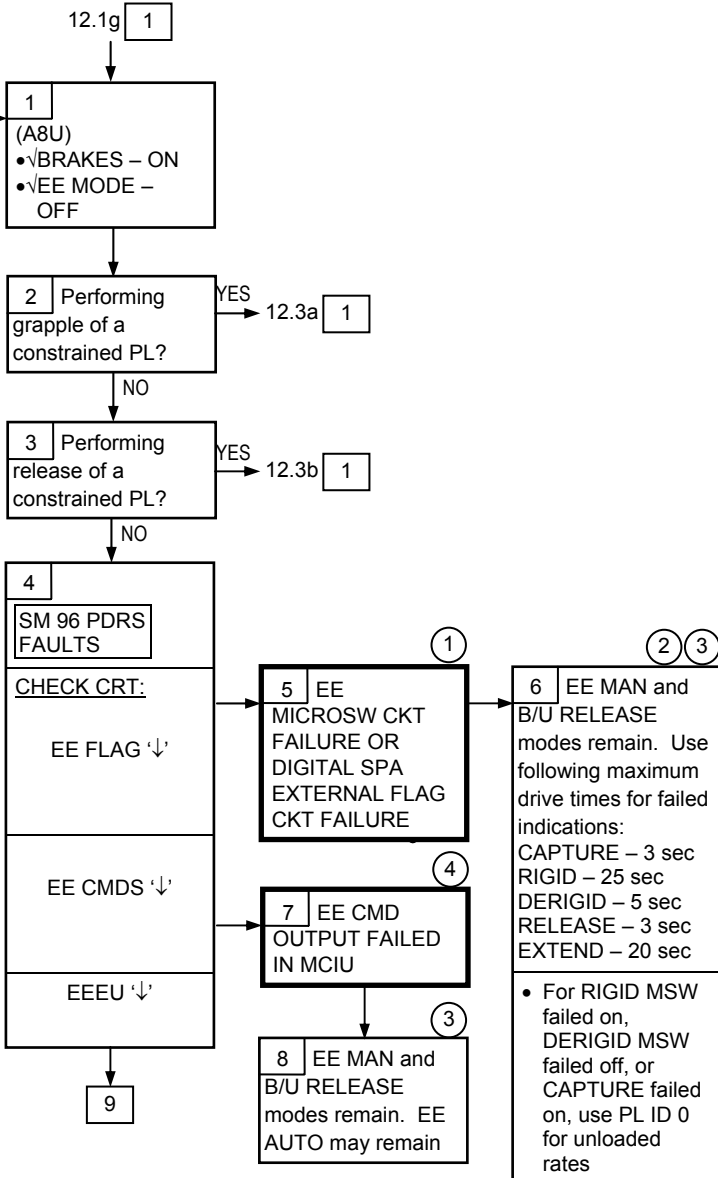 12.1g 1
1
(A8U)
•√BRAKES – ON
•√EE MODE –
OFF
2 Performing
grapple of a
constrained PL?
YES
12.3a 1
NO
3 Performing
release of a
constrained PL?
YES
12.3b 1
NO
4
SM 96 PDRS
FAULTS
CHECK CRT:
EE FLAG ‘↓’
EE CMDS ‘↓’
EEEU ‘↓’
9
1
5 EE
MICROSW CKT
FAILURE OR
DIGITAL SPA
EXTERNAL FLAG
CKT FAILURE
4
7 EE CMD
OUTPUT FAILED
IN MCIU
3
8 EE MAN and
B/U RELEASE
modes remain. EE
AUTO may remain
2 3
6 EE MAN and
B/U RELEASE
modes remain. Use
following maximum
drive times for failed
indications:
CAPTURE – 3 sec
RIGID – 25 sec
DERIGID – 5 sec
RELEASE – 3 sec
EXTEND – 20 sec
• For RIGID MSW
failed on,
DERIGID MSW
failed off, or
CAPTURE failed
on, use PL ID 0
for unloaded
rates